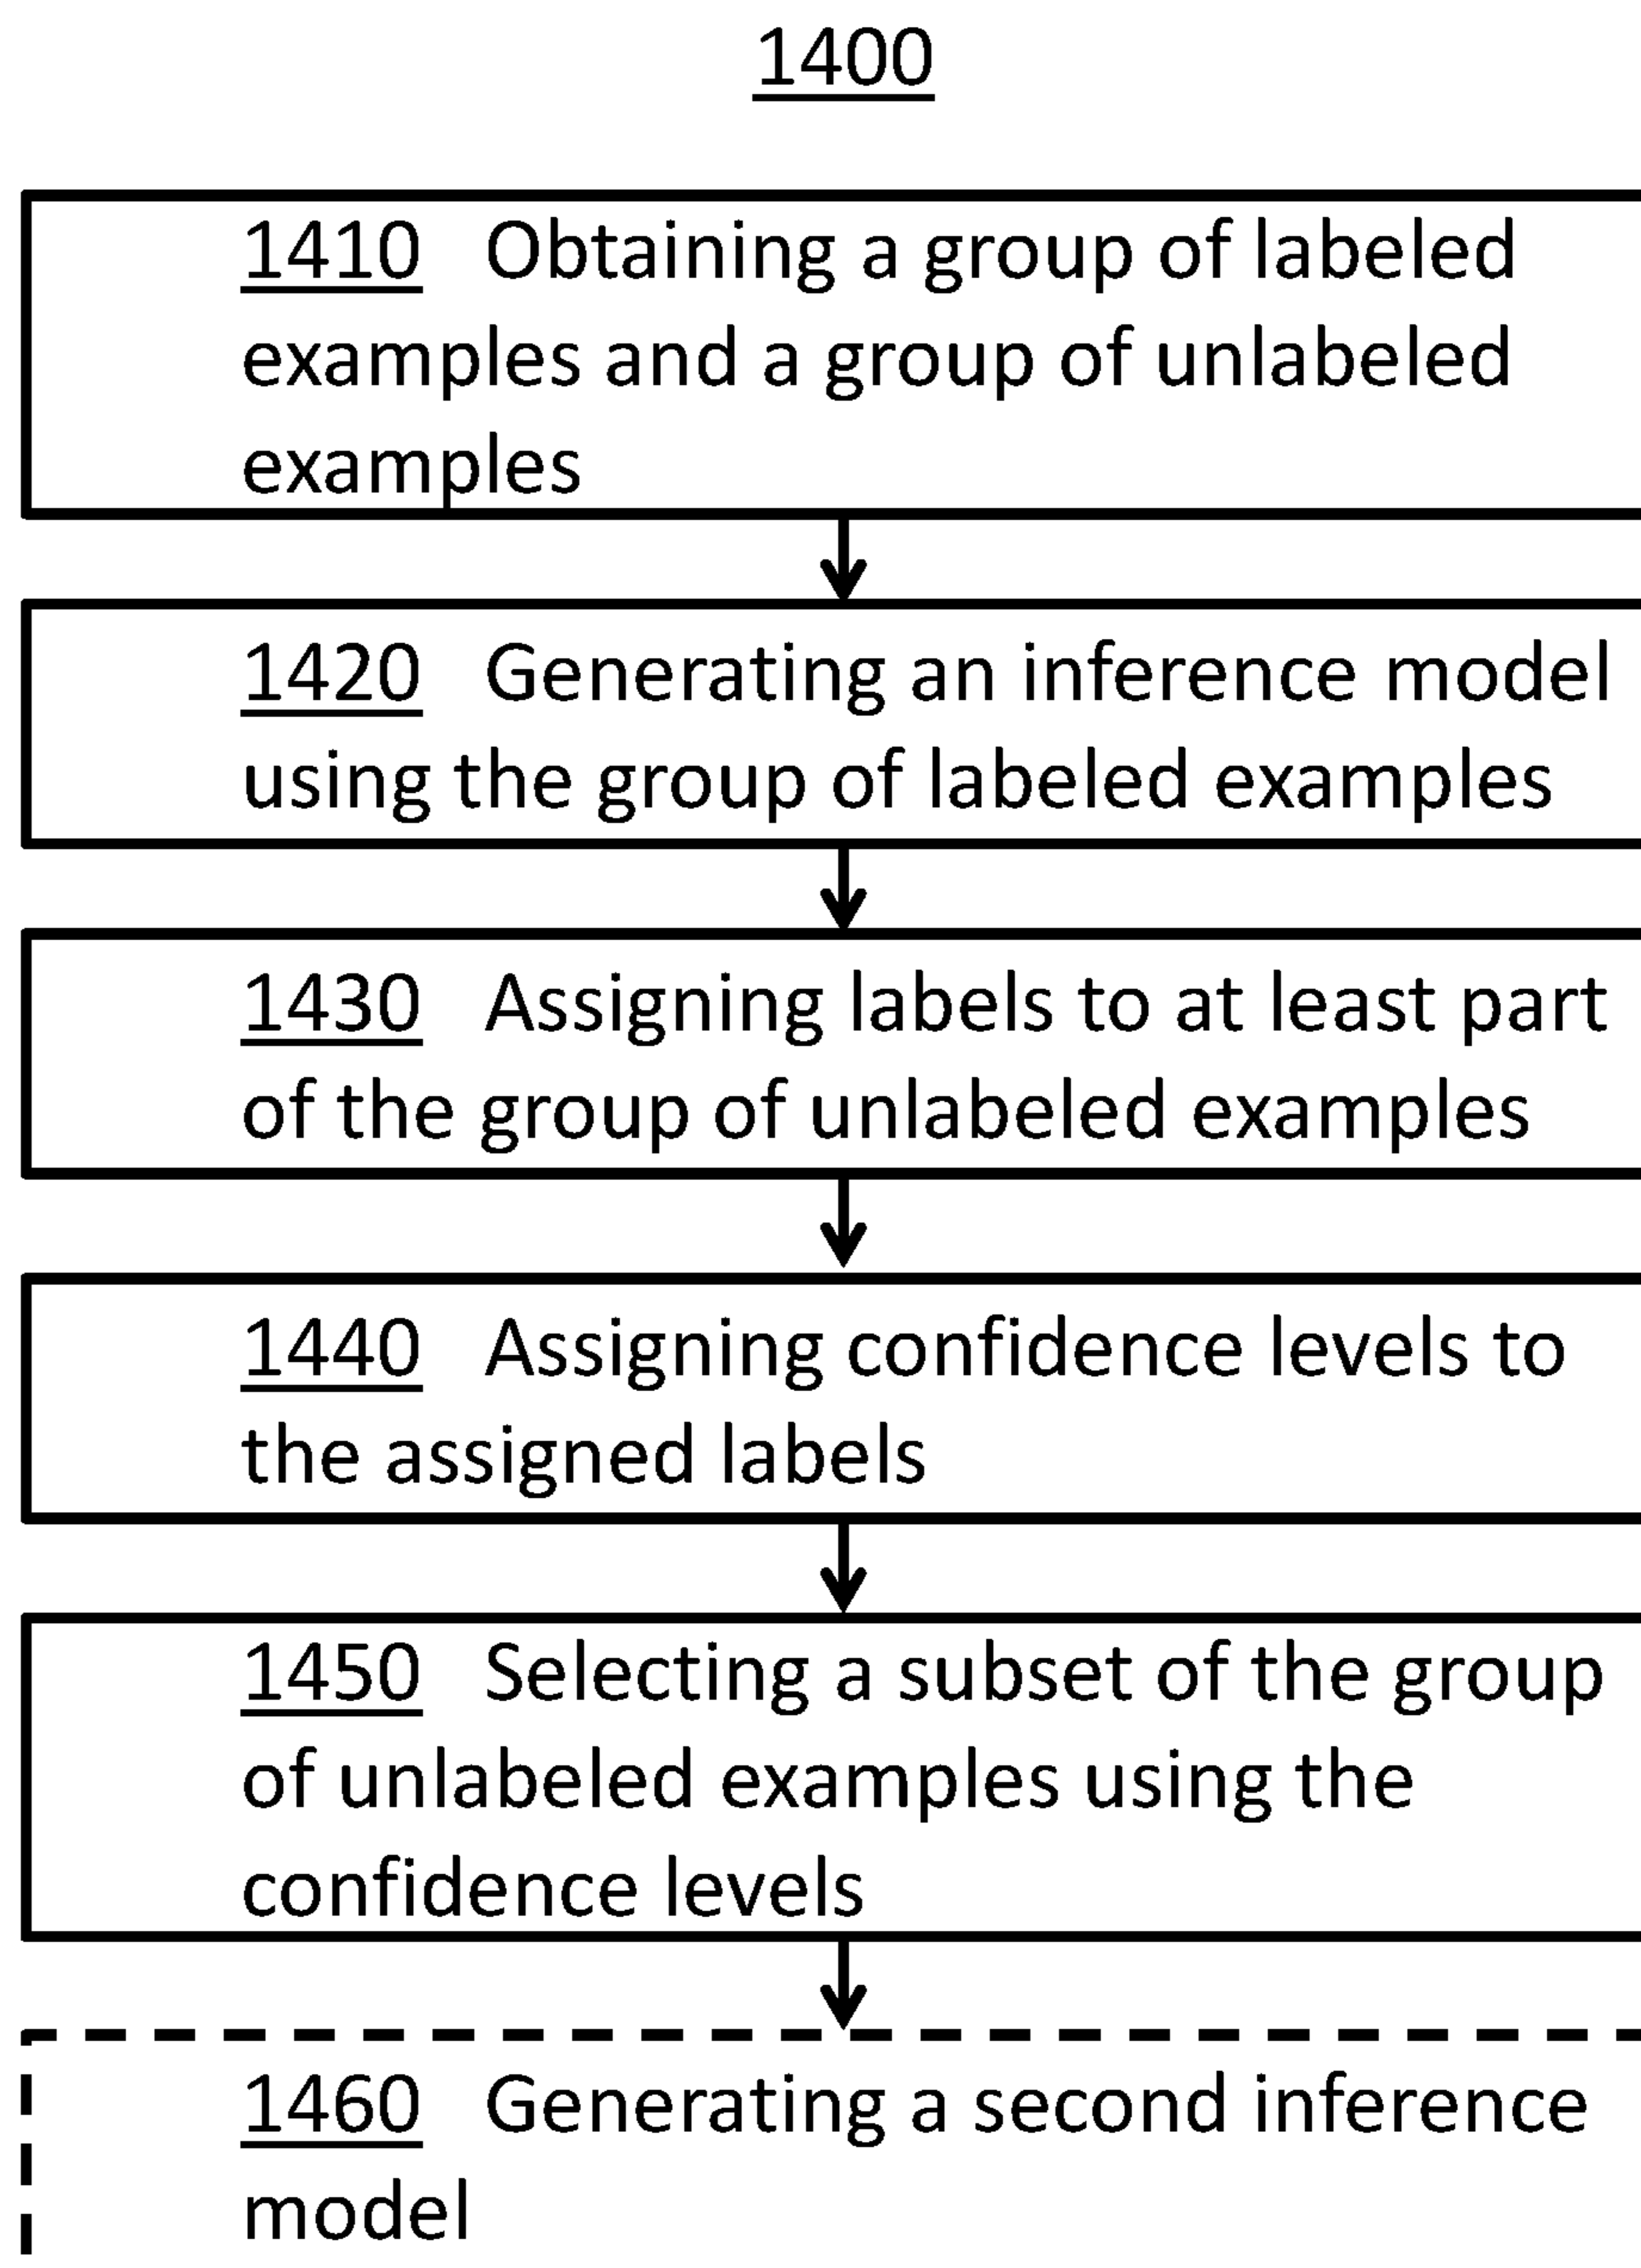 1400
1410 Obtaining a group of labeled
examples and a group of unlabeled
examples
1420 Generating an inference model
using the group of labeled examples
1430 Assigning labels to at least part
of the group of unlabeled examples
1440 Assigning confidence levels to
the assigned labels
1450 Selecting a subset of the group
of unlabeled examples using the
confidence levels
1460 Generating a second inference
model